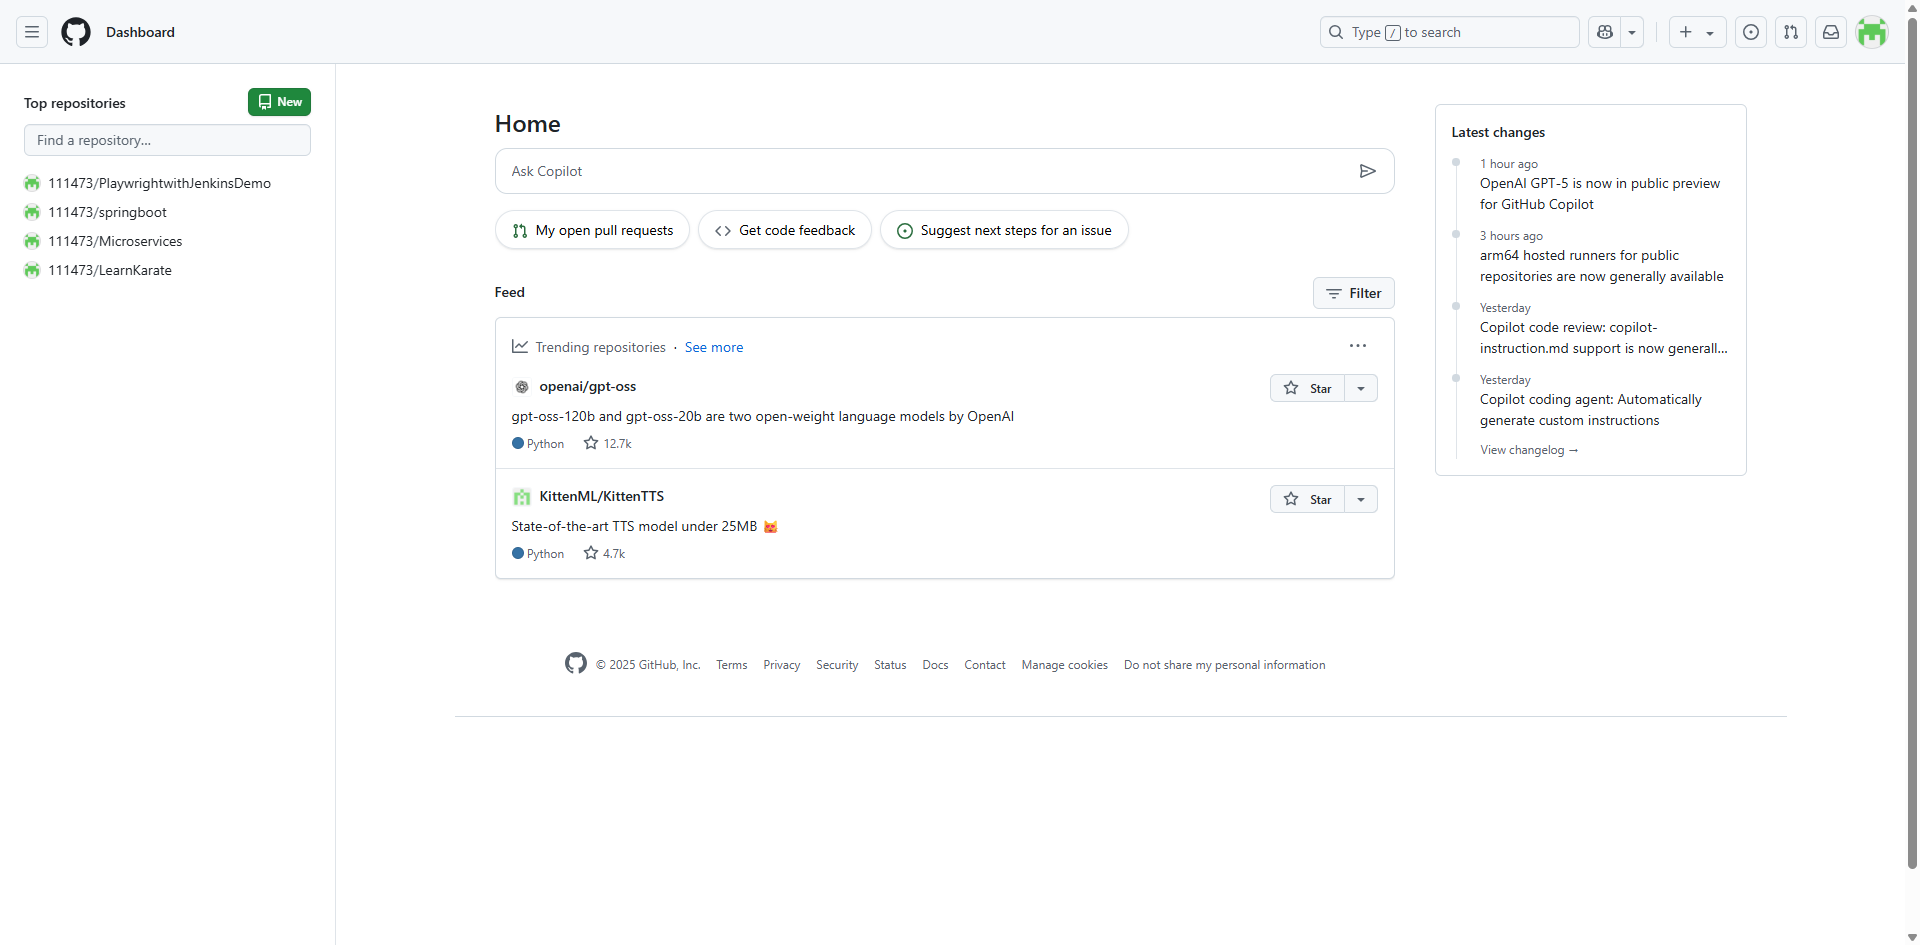 Dashboard
Type / to search
Top repositories
New
Find a repository...
111473/PlaywrightwithJenkinsDemo
111473/springboot
111473/Microservices
111473/LearnKarate
Home
Ask Copilot
My open pull requests
Get code feedback
Suggest next steps for an issue
Feed
Filter
Trending repositories · See more
openai/gpt-oss
Star
gpt-oss-120b and gpt-oss-20b are two open-weight language models by OpenAI
Python 12.7k
KittenML/KittenTTS
Star
State-of-the-art TTS model under 25MB 😻
Python 4.7k
Latest changes
1 hour ago
OpenAI GPT-5 is now in public preview
for GitHub Copilot
3 hours ago
arm64 hosted runners for public
repositories are now generally available
Yesterday
Copilot code review: copilot-
instruction.md support is now generall...
Yesterday
Copilot coding agent: Automatically
generate custom instructions
View changelog →
© 2025 GitHub, Inc. Terms Privacy Security Status Docs Contact Manage cookies Do not share my personal information